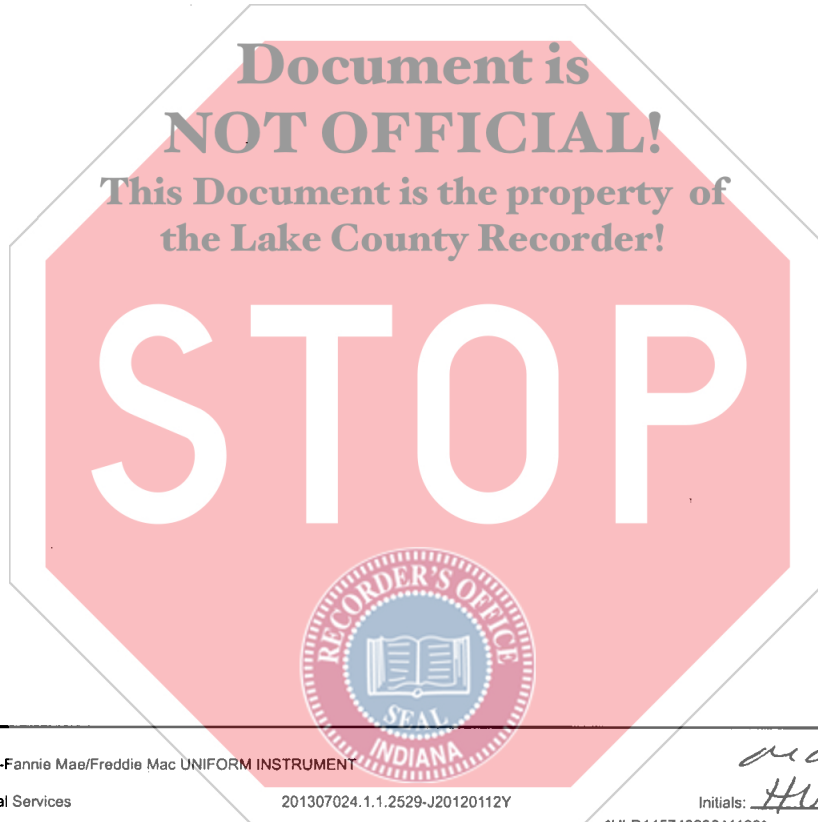 Document is
NOT OFFICIAL!
This Document is the property of
the Lake County Recorder!
STOP
RECORDER'S OFFICE
SEAL
INDIANA
-Fannie Mae/Freddie Mac UNIFORM INSTRUMENT
al Services 201307024.1.1.2529-J20120112Y Initials: